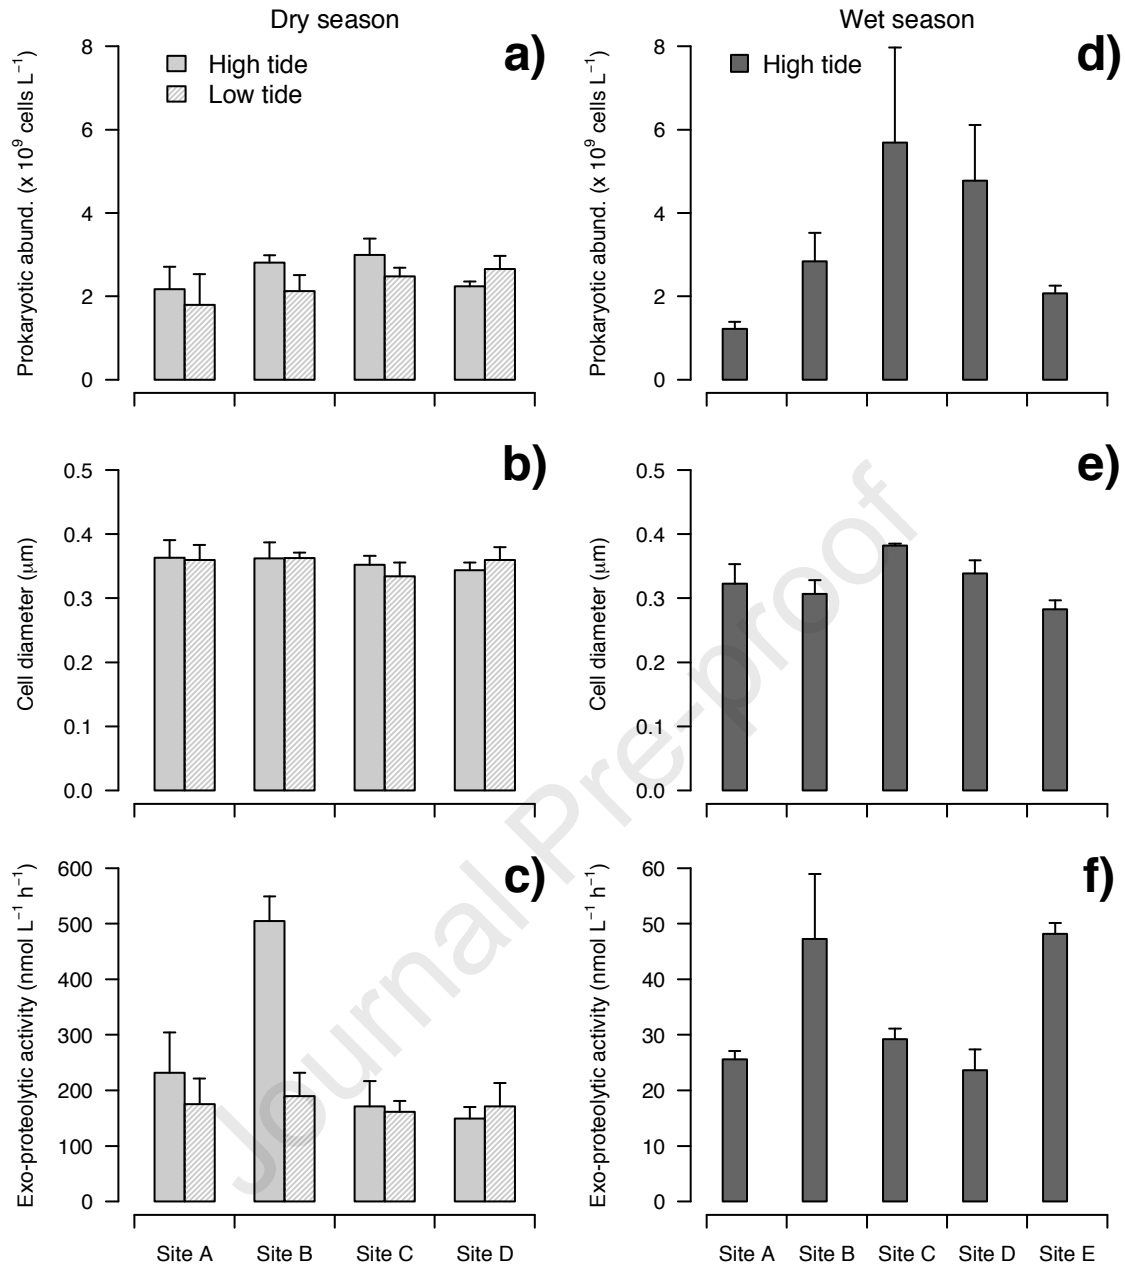 Dry season
a)
High tide
Low tide
Prokaryotic abund. (x 10⁹ cells L⁻¹)
8
6
4
2
0
Wet season
d)
High tide
Prokaryotic abund. (x 10⁹ cells L⁻¹)
8
6
4
2
0
b)
Cell diameter (μm)
0.5
0.4
0.3
0.2
0.1
0.0
e)
Cell diameter (μm)
0.5
0.4
0.3
0.2
0.1
0.0
c)
Exo-proteolytic activity (nmol L⁻¹ h⁻¹)
600
500
400
300
200
100
0
Site A Site B Site C Site D
f)
Exo-proteolytic activity (nmol L⁻¹ h⁻¹)
60
50
40
30
20
10
0
Site A Site B Site C Site D Site E
Journal Pre-proof